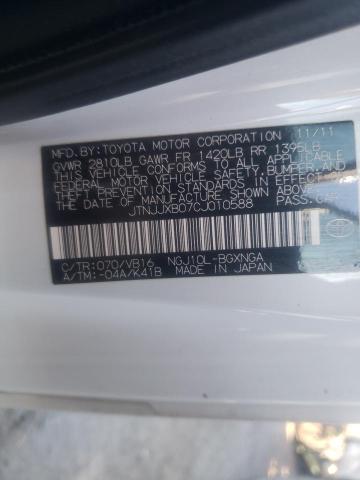 MFD.BY:TOYOTA MOTOR CORPORATION 11/11
GVWR 2810LB GAWR FR 1420LB RR 1395LB
THIS VEHICLE CONFORMS TO ALL APPLICABLE
FEDERAL MOTOR VEHICLE SAFETY, BUMPER,AND
THEFT PREVENTION STANDARDS IN EFFECT ON
THE DATE OF MANUFACTURE SHOWN ABOVE.
JTNJJXB07CJ010588 PASS.CAR
C/TR:070/VB16 NGJ10L-BGXNGA
A/TM:-04A/K41B MADE IN JAPAN